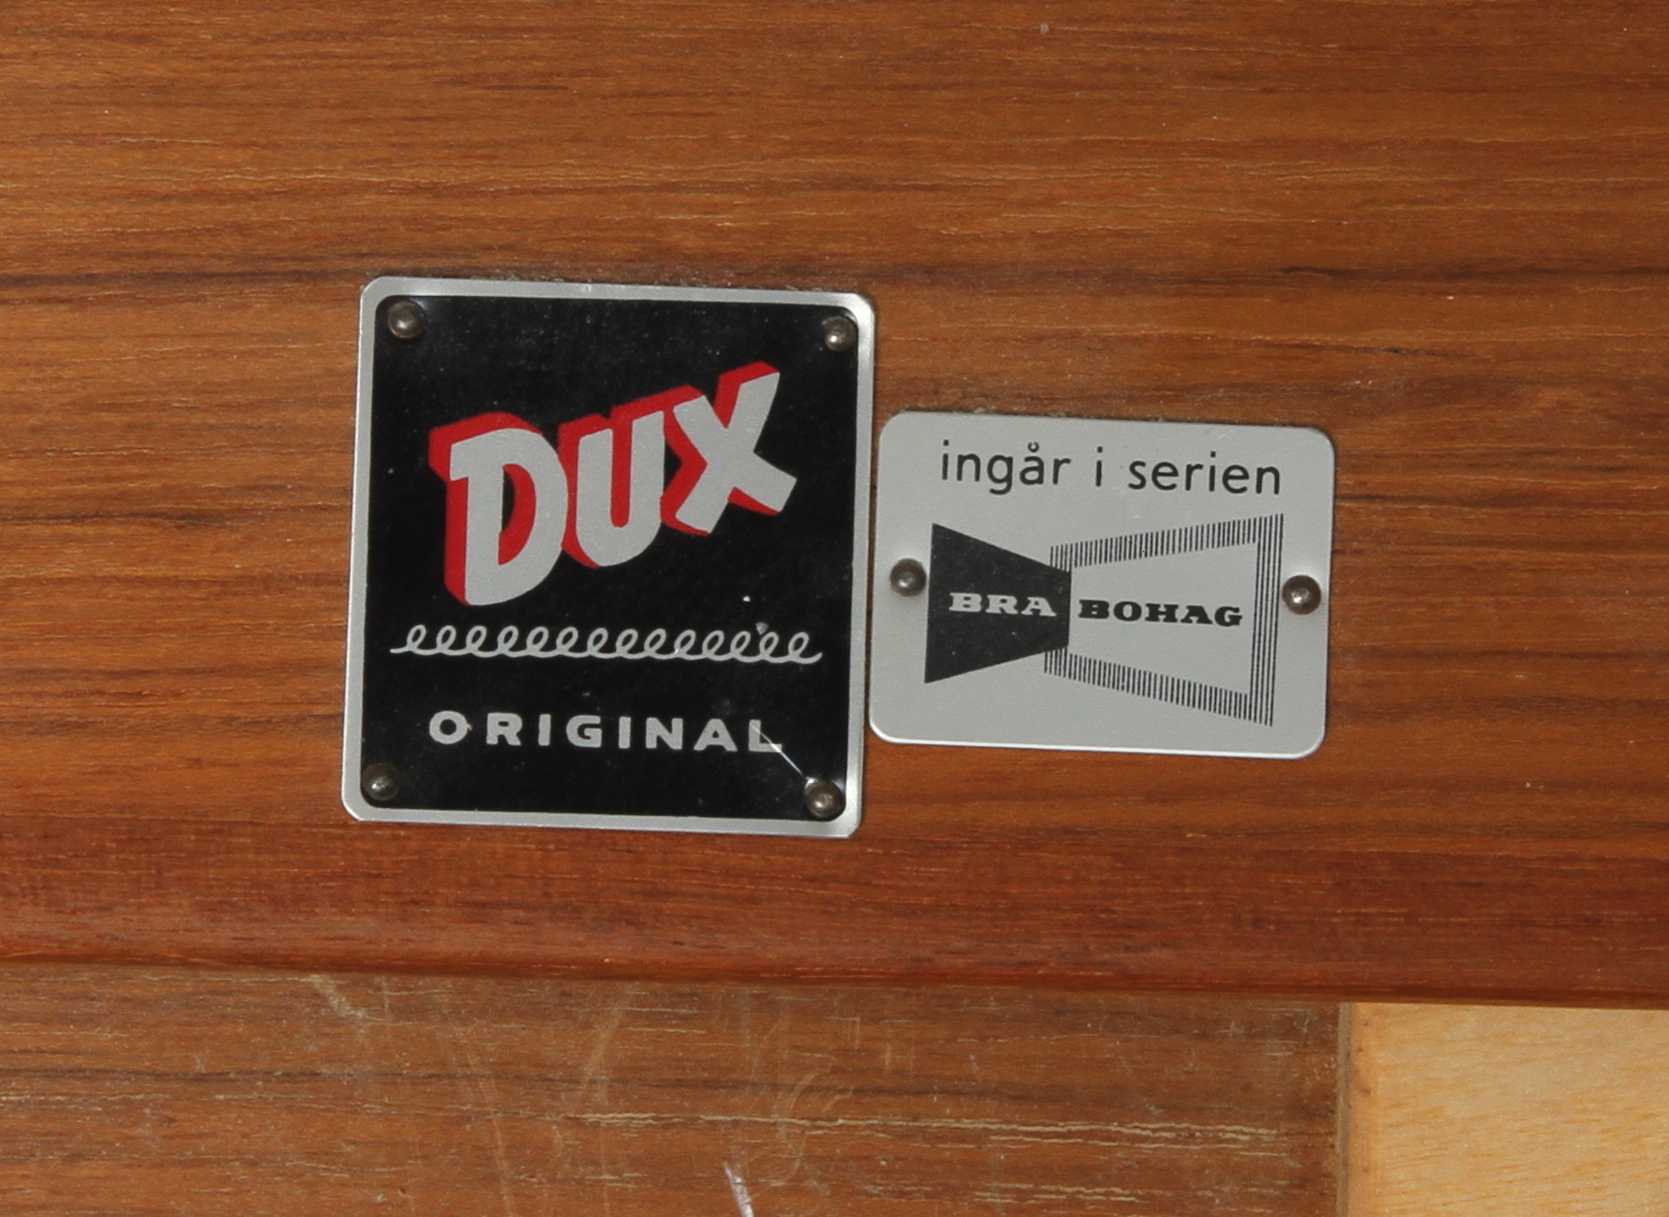 DUX
ORIGINAL
ingår i serien
BRA BOHAG